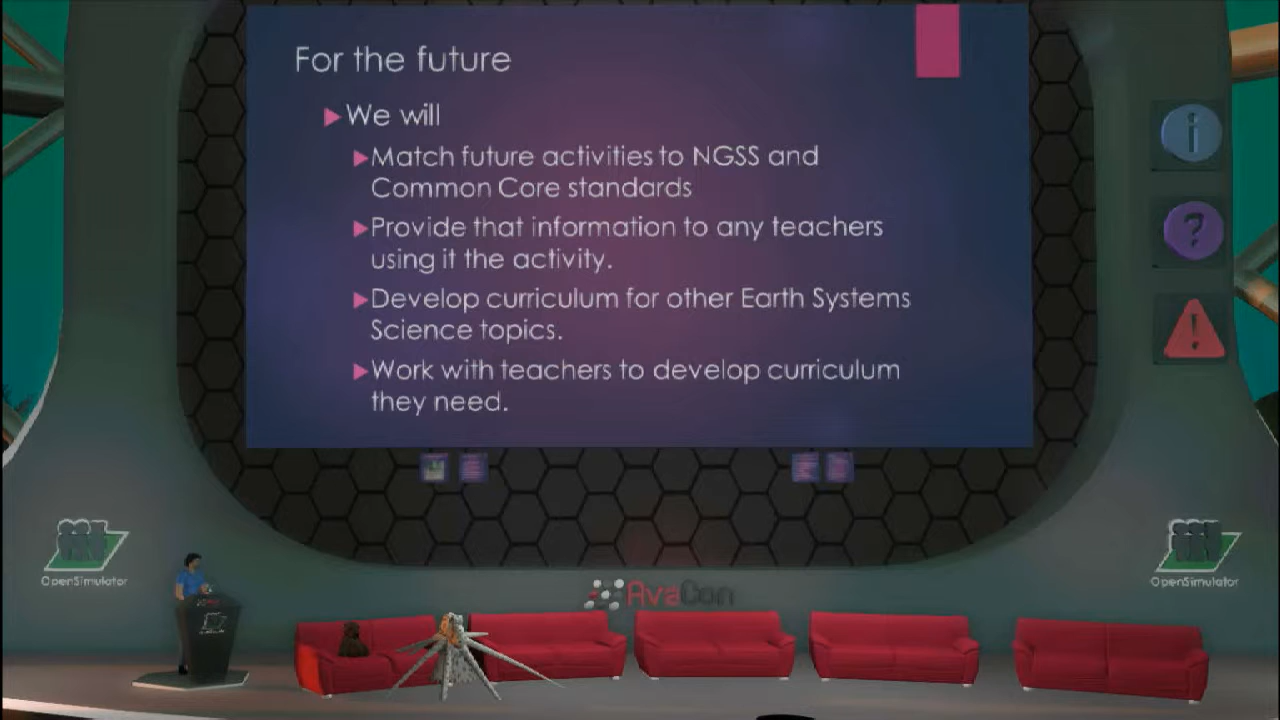 For the future
We will
Match future activities to NGSS and
Common Core standards
Provide that information to any teachers
using it the activity.
Develop curriculum for other Earth Systems
Science topics.
Work with teachers to develop curriculum
they need.
i
?
!
OpenSimulator
OpenSimulator
AvaCon